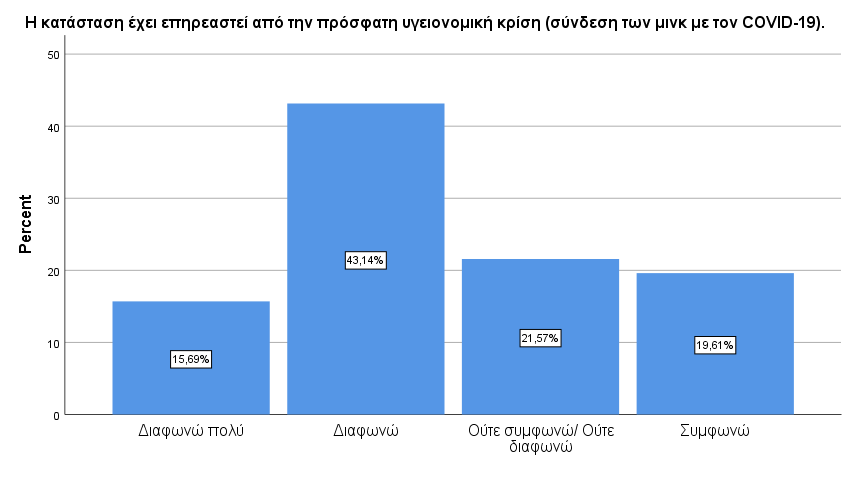 Η κατάσταση έχει επηρεαστεί από την πρόσφατη υγειονομική κρίση (σύνδεση των μινκ με τον COVID-19).
50
40
30
20
10
0
Percent
15,69%
43,14%
21,57%
19,61%
Διαφωνώ πολύ
Διαφωνώ
Ούτε συμφωνώ/ Ούτε
διαφωνώ
Συμφωνώ